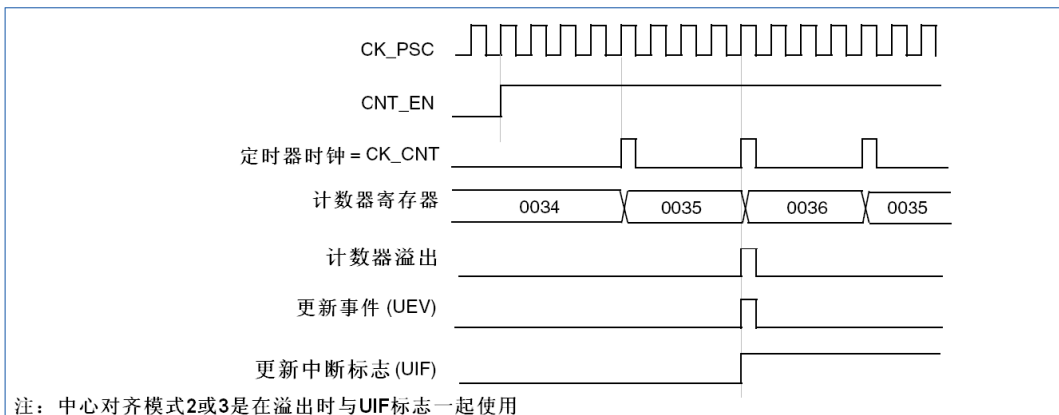 CK_PSC
CNT_EN
定时器时钟 = CK_CNT
计数器寄存器 0034 0035 0036 0035
计数器溢出
更新事件 (UEV)
更新中断标志 (UIF)
注：中心对齐模式2或3是在溢出时与UIF标志一起使用